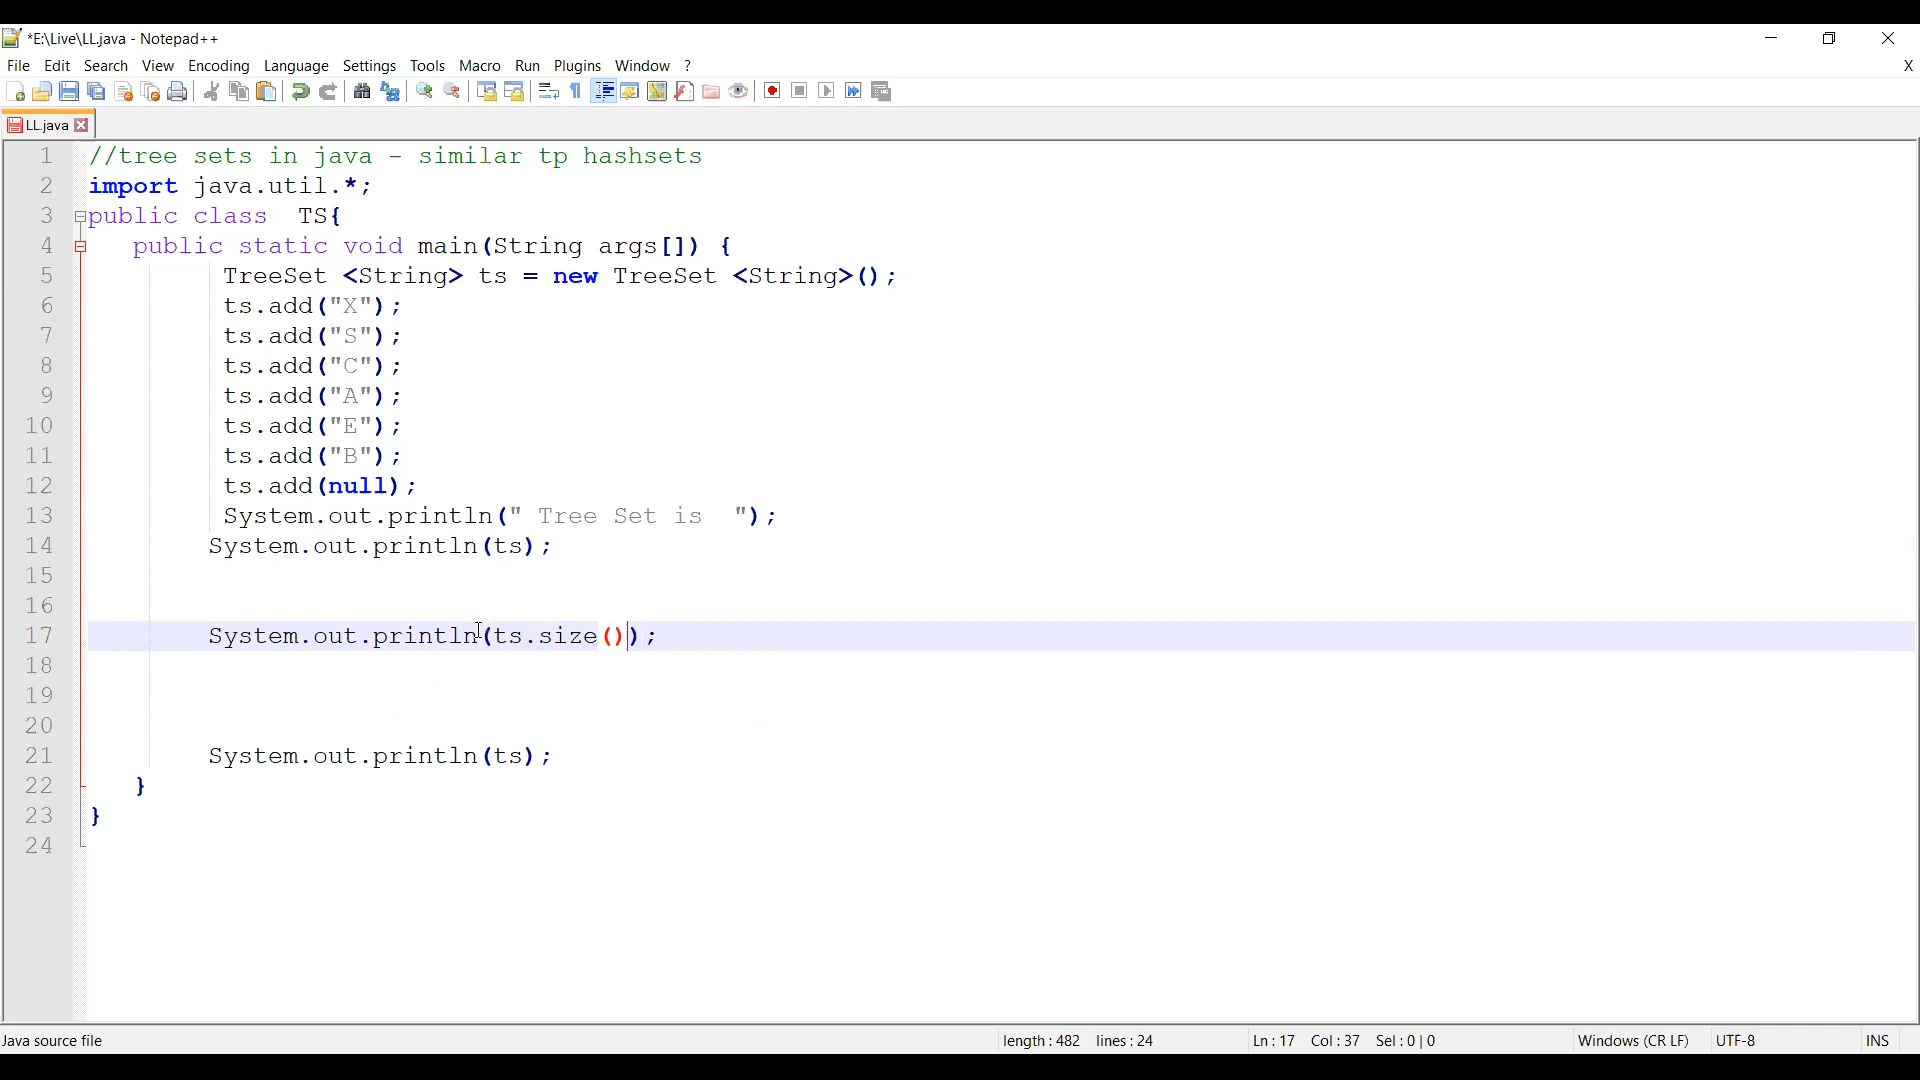 *E:\Live\LL.java - Notepad++
File Edit Search View Encoding Language Settings Tools Macro Run Plugins Window ? X
LL.java
1 //tree sets in java - similar tp hashsets
2 import java.util.*;
3 public class  TS{
4 public static void main(String args[]) {
5 TreeSet <String> ts = new TreeSet <String>();
6 ts.add("X");
7 ts.add("S");
8 ts.add("C");
9 ts.add("A");
10 ts.add("E");
11 ts.add("B");
12 ts.add(null);
13 System.out.println(" Tree Set is  ");
14 System.out.println(ts);
15
16
17 System.out.println(ts.size());
18
19
20
21 System.out.println(ts);
22 }
23 }
24
Java source file length : 482 lines : 24 Ln : 17 Col : 37 Sel : 0 | 0 Windows (CR LF) UTF-8 INS